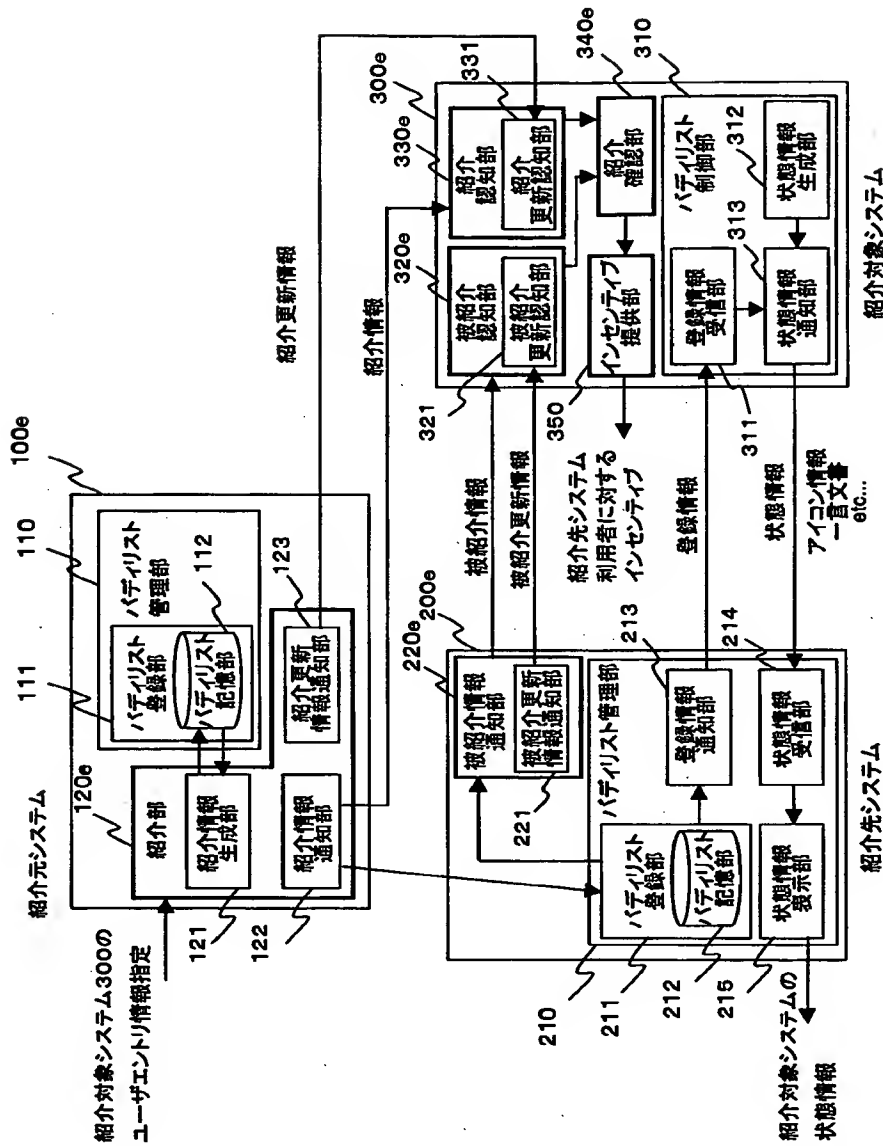 紹介元システム
100e
110
111
バディリスト
管理部
バディリスト
登録部
112
バディリスト
記憶部
120e
紹介部
紹介情報
生成部
紹介情報
通知部
123
紹介更新
情報通知部
121
122
紹介対象システム300の
ユーザエントリ情報指定
紹介更新情報
紹介情報
300e
330e
331
紹介
認知部
紹介
更新認知部
320e
被紹介
認知部
被紹介
更新認知部
321
340e
紹介
確認部
インセンティブ
提供部
350
310
バディリスト
制御部
312
状態情報
生成部
313
登録情報
受信部
状態情報
通知部
311
紹介対象システム
被紹介情報
被紹介更新情報
紹介先システム
利用者に対する
インセンティブ
登録情報
状態情報
アイコン情報
一言文書
etc...
200e
220e
被紹介情報
通知部
被紹介更新
情報通知部
221
バディリスト管理部
213
登録情報
通知部
214
状態情報
受信部
バディリスト
登録部
バディリスト
記憶部
状態情報
表示部
210
211
212
215
紹介先システム
紹介対象システムの
状態情報